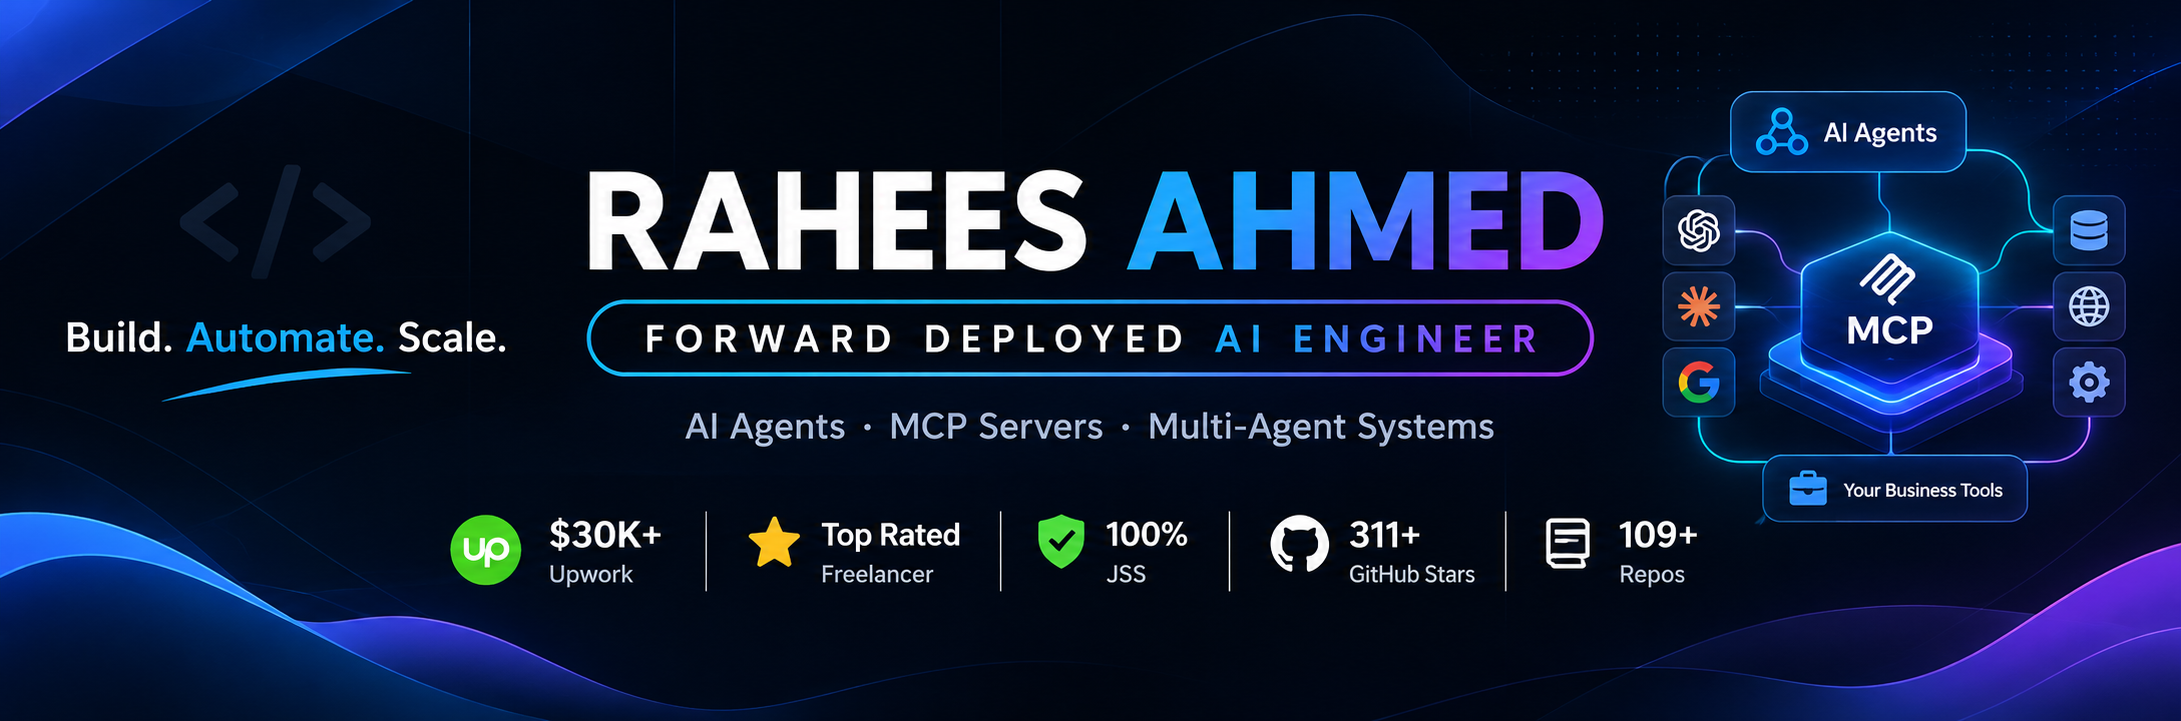 </>
Build. Automate. Scale.
RAHEES AHMED
FORWARD DEPLOYED AI ENGINEER
AI Agents · MCP Servers · Multi-Agent Systems
up
$30K+
Upwork
Top Rated
Freelancer
100%
JSS
311+
GitHub Stars
109+
Repos
AI Agents
G
MCP
Your Business Tools